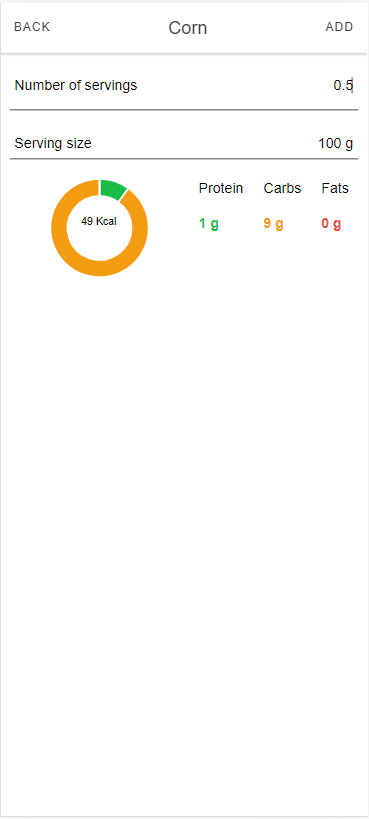 BACK Corn ADD
Number of servings 0.5
Serving size 100 g
49 Kcal
Protein Carbs Fats
1 g 9 g 0 g